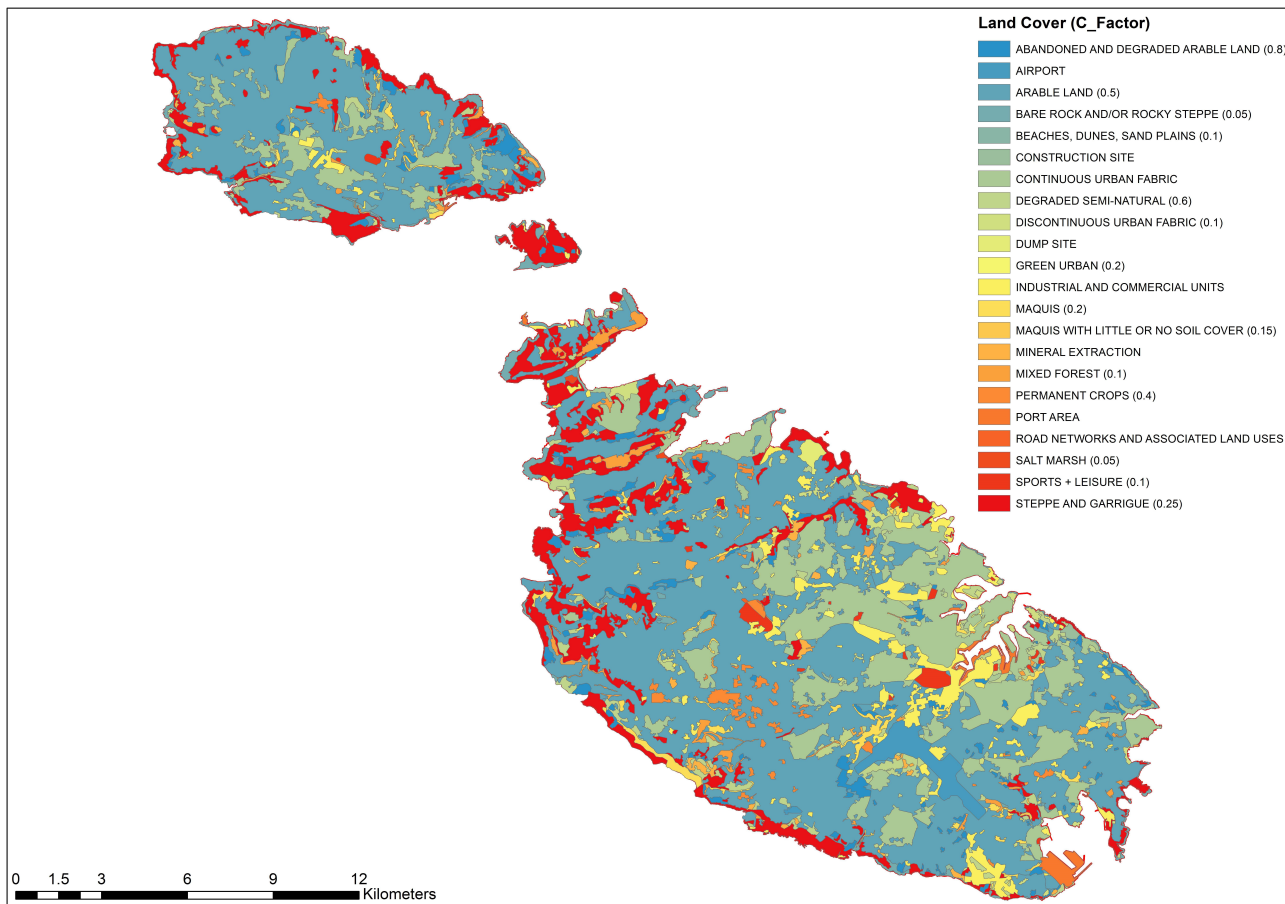 Land Cover (C_Factor)
ABANDONED AND DEGRADED ARABLE LAND (0.8)
AIRPORT
ARABLE LAND (0.5)
BARE ROCK AND/OR ROCKY STEPPE (0.05)
BEACHES, DUNES, SAND PLAINS (0.1)
CONSTRUCTION SITE
CONTINUOUS URBAN FABRIC
DEGRADED SEMI-NATURAL (0.6)
DISCONTINUOUS URBAN FABRIC (0.1)
DUMP SITE
GREEN URBAN (0.2)
INDUSTRIAL AND COMMERCIAL UNITS
MAQUIS (0.2)
MAQUIS WITH LITTLE OR NO SOIL COVER (0.15)
MINERAL EXTRACTION
MIXED FOREST (0.1)
PERMANENT CROPS (0.4)
PORT AREA
ROAD NETWORKS AND ASSOCIATED LAND USES
SALT MARSH (0.05)
SPORTS + LEISURE (0.1)
STEPPE AND GARRIGUE (0.25)
0 1.5 3 6 9 12
Kilometers